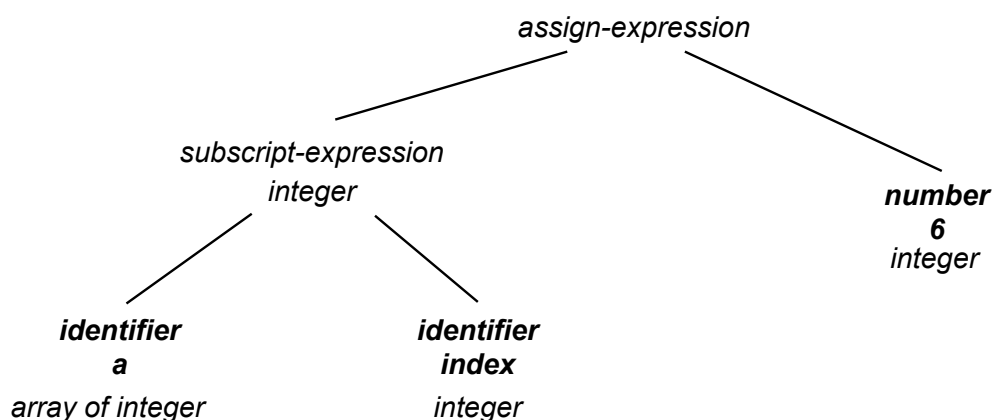 assign-expression
subscript-expression
integer
number
6
integer
identifier
a
array of integer
identifier
index
integer